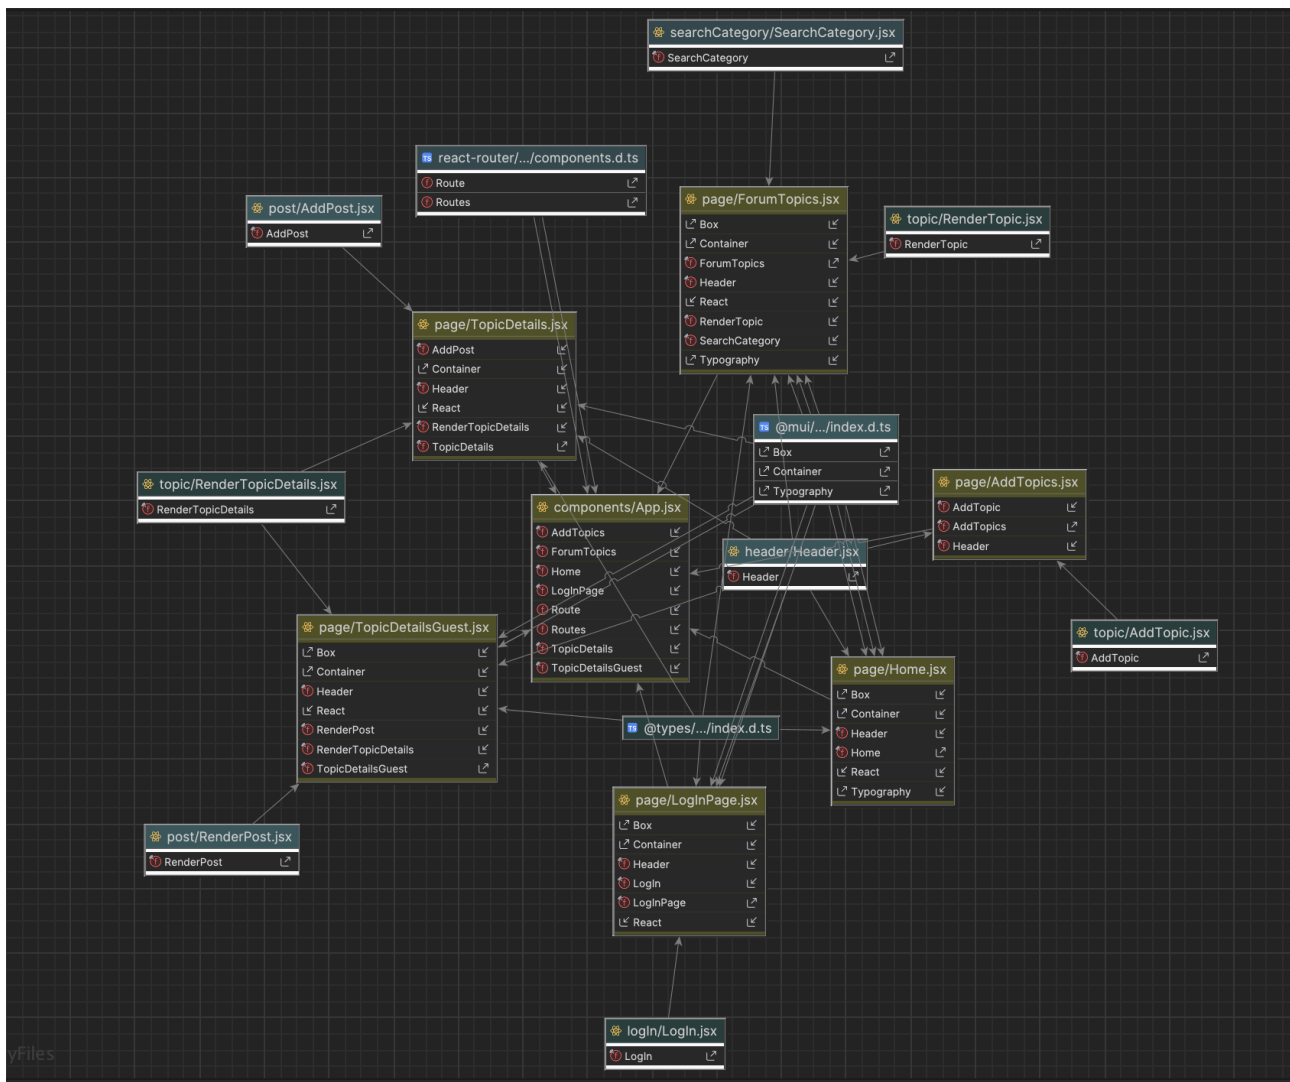 searchCategory/SearchCategory.jsx
SearchCategory
react-router/.../components.d.ts
Route
Routes
post/AddPost.jsx
AddPost
page/ForumTopics.jsx
Box
Container
ForumTopics
Header
React
RenderTopic
SearchCategory
Typography
topic/RenderTopic.jsx
RenderTopic
page/TopicDetails.jsx
AddPost
Container
Header
React
RenderTopicDetails
TopicDetails
@mui/.../index.d.ts
Box
Container
Typography
topic/RenderTopicDetails.jsx
RenderTopicDetails
page/AddTopics.jsx
AddTopic
AddTopics
Header
components/App.jsx
AddTopics
ForumTopics
Home
LogInPage
Route
Routes
TopicDetails
TopicDetailsGuest
header/Header.jsx
Header
page/TopicDetailsGuest.jsx
Box
Container
Header
React
RenderPost
RenderTopicDetails
TopicDetailsGuest
topic/AddTopic.jsx
AddTopic
page/Home.jsx
Box
Container
Header
Home
React
Typography
@types/.../index.d.ts
page/LogInPage.jsx
Box
Container
Header
LogIn
LogInPage
React
post/RenderPost.jsx
RenderPost
logIn/LogIn.jsx
LogIn
yFiles